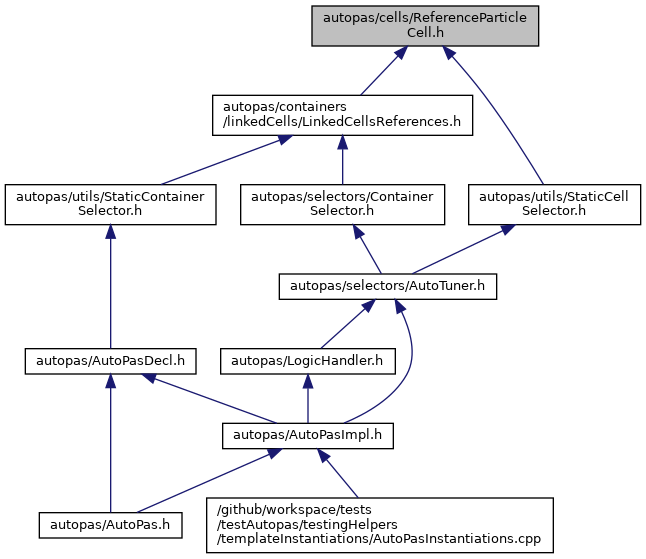 autopas/cells/ReferenceParticle
Cell.h
autopas/containers
/linkedCells/LinkedCellsReferences.h
autopas/utils/StaticContainer
Selector.h
autopas/selectors/Container
Selector.h
autopas/utils/StaticCell
Selector.h
autopas/selectors/AutoTuner.h
autopas/AutoPasDecl.h
autopas/LogicHandler.h
autopas/AutoPasImpl.h
autopas/AutoPas.h
/github/workspace/tests
/testAutopas/testingHelpers
/templateInstantiations/AutoPasInstantiations.cpp